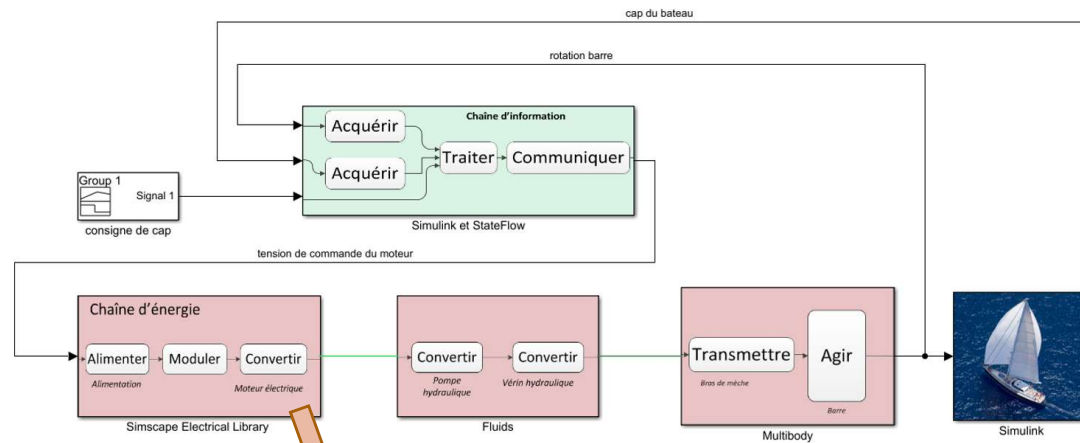 cap du bateau
rotation barre
Chaîne d'information
Acquérir
Acquérir
Traiter
Communiquer
Group 1
Signal 1
consigne de cap
Simulink et StateFlow
tension de commande du moteur
Chaîne d'énergie
Alimenter
Moduler
Convertir
Alimentation
Moteur électrique
Simscape Electrical Library
Convertir
Convertir
Pompe
hydraulique
Vérin hydraulique
Fluids
Transmettre
Agir
Bras de mèche
Barre
Multibody
Simulink